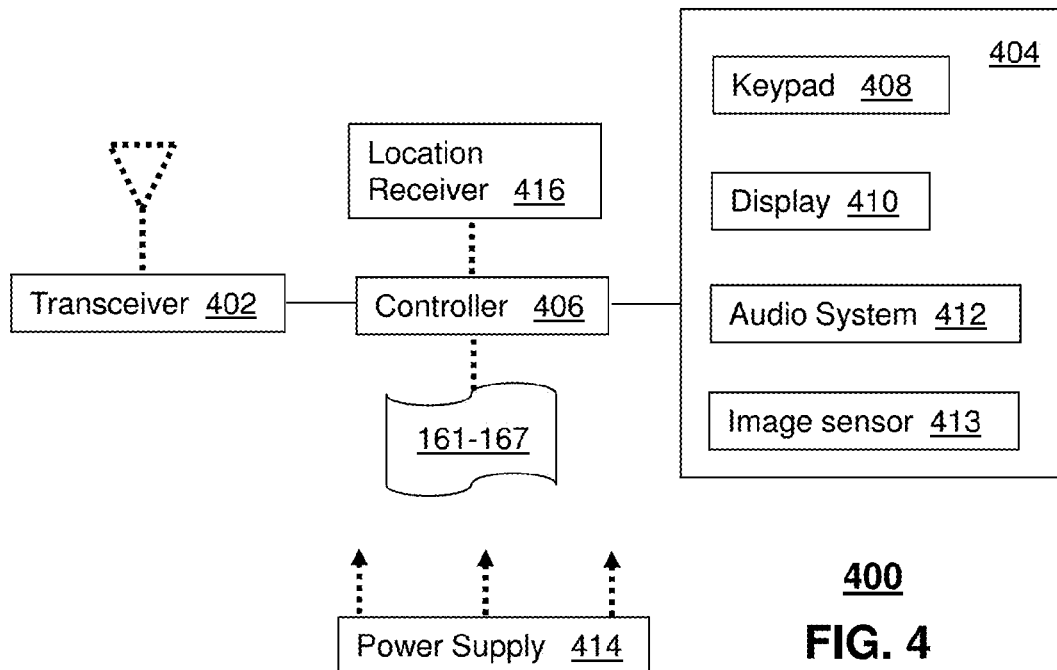 404
Keypad 408
Location
Receiver 416
Display 410
Transceiver 402
Controller 406
Audio System 412
Image sensor 413
161-167
400
Power Supply 414
FIG. 4